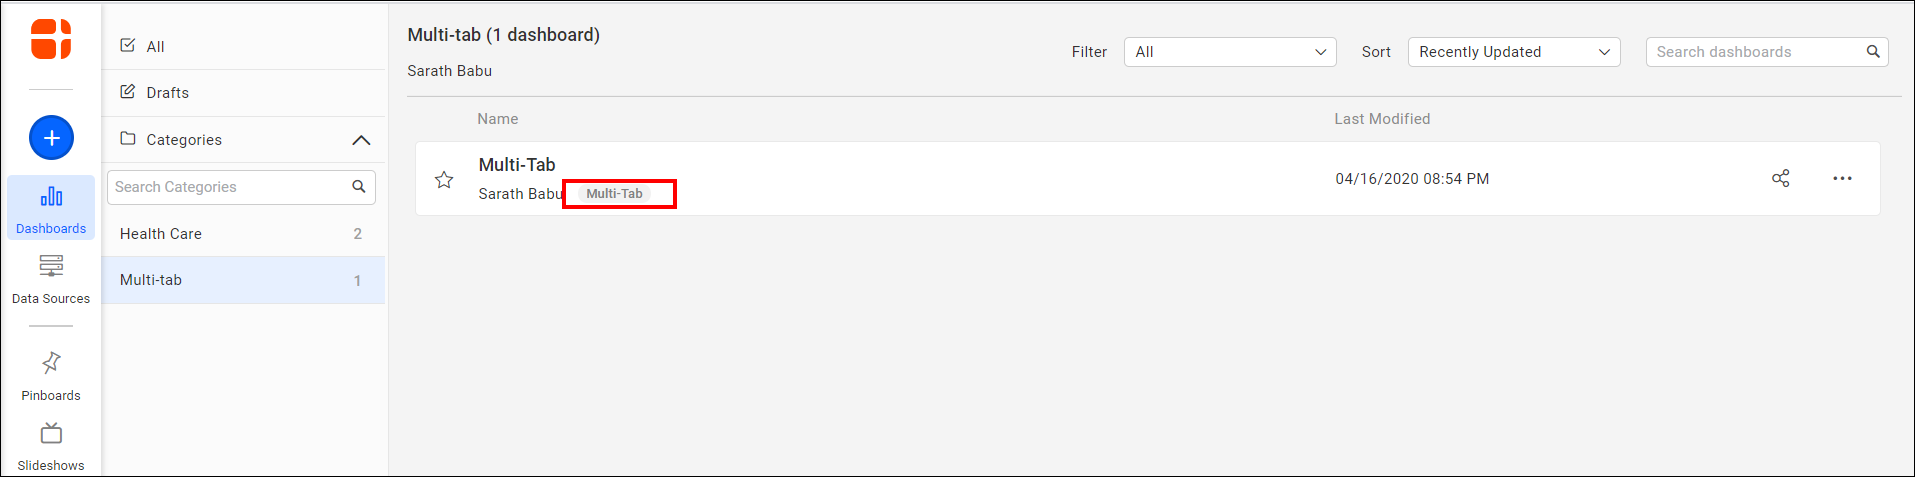 Dashboards
Data Sources
Pinboards
Slideshows
All
Drafts
Categories
Search Categories
Health Care 2
Multi-tab 1
Multi-tab (1 dashboard)
Sarath Babu
Filter All Sort Recently Updated Search dashboards
Name Last Modified
Multi-Tab
Sarath Babu Multi-Tab
04/16/2020 08:54 PM